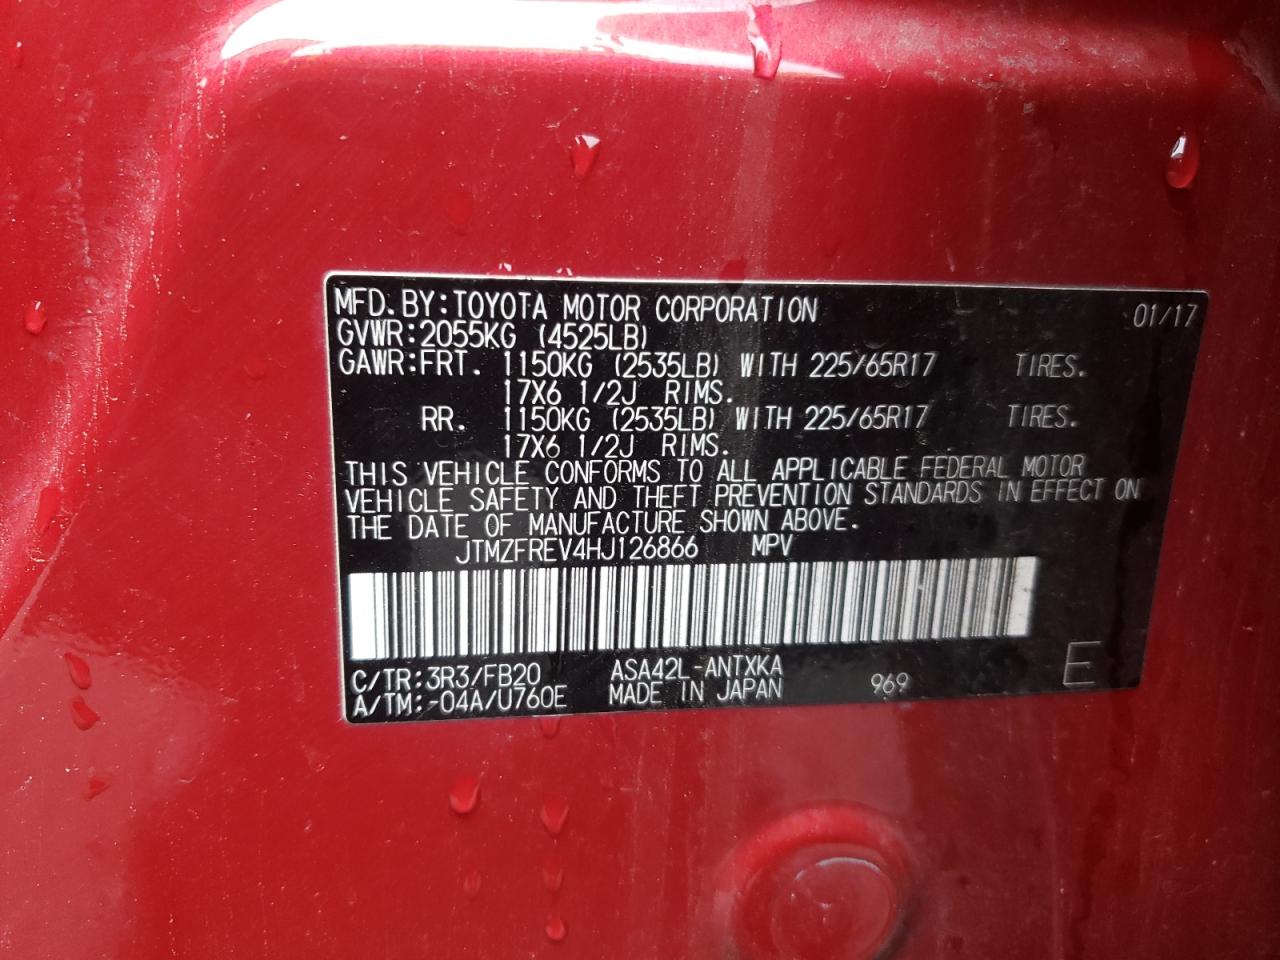 MFD. BY: TOYOTA MOTOR CORPORATION 01/17
GVWR: 2055KG (4525LB)
GAWR: FRT. 1150KG (2535LB) WITH 225/65R17 TIRES.
17X6 1/2J RIMS.
RR. 1150KG (2535LB) WITH 225/65R17 TIRES.
17X6 1/2J RIMS.
THIS VEHICLE CONFORMS TO ALL APPLICABLE FEDERAL MOTOR
VEHICLE SAFETY AND THEFT PREVENTION STANDARDS IN EFFECT ON
THE DATE OF MANUFACTURE SHOWN ABOVE.
JTMZFREV4HJ126866 MPV
C/TR: 3R3/FB20 ASA42L-ANTXKA
A/TM: -04A/U760E MADE IN JAPAN 969 E